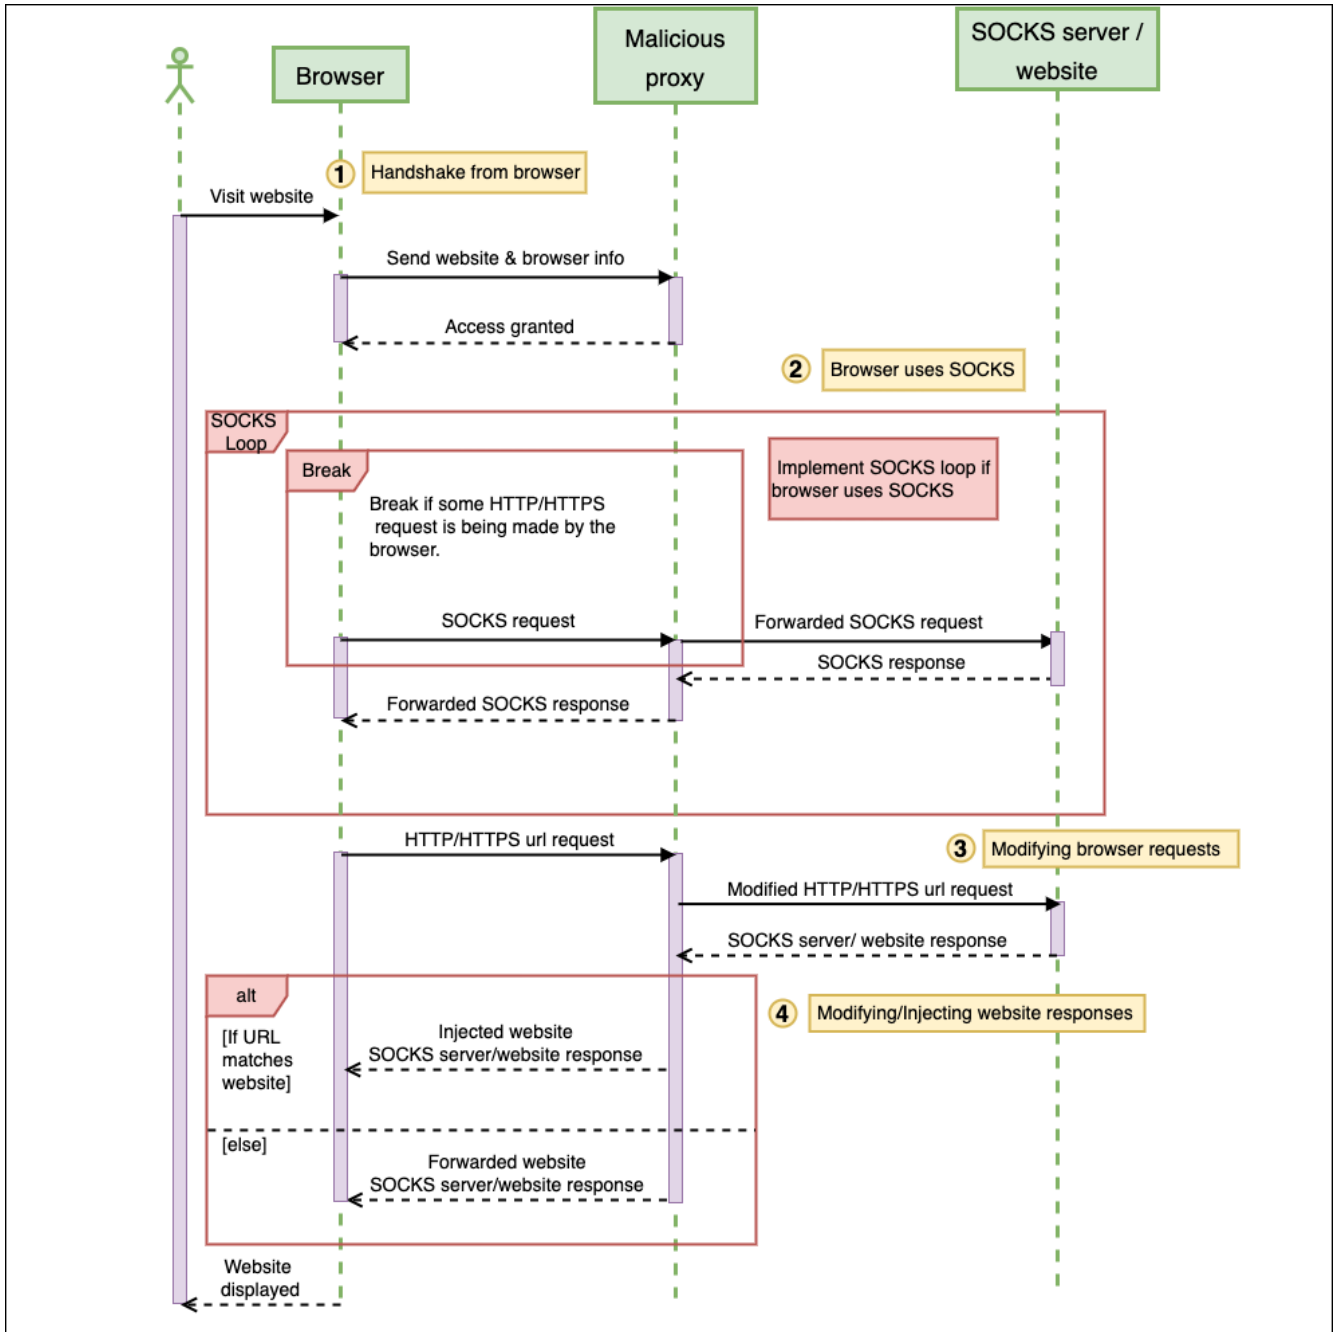 Browser
Malicious
proxy
SOCKS server /
website
1
Handshake from browser
Visit website
Send website & browser info
Access granted
2
Browser uses SOCKS
SOCKS
Loop
Break
Implement SOCKS loop if
browser uses SOCKS
Break if some HTTP/HTTPS
request is being made by the
browser.
SOCKS request
Forwarded SOCKS request
SOCKS response
Forwarded SOCKS response
HTTP/HTTPS url request
3
Modifying browser requests
Modified HTTP/HTTPS url request
SOCKS server/ website response
alt
4
Modifying/Injecting website responses
[If URL
matches
website]
Injected website
SOCKS server/website response
[else]
Forwarded website
SOCKS server/website response
Website
displayed